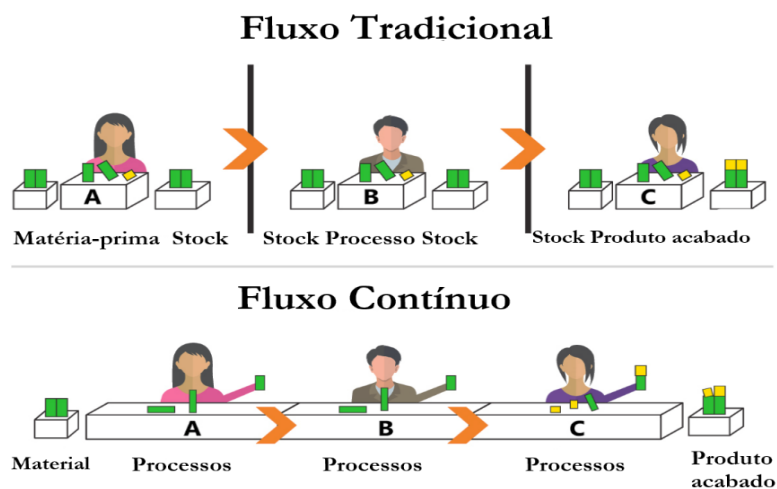 Fluxo Tradicional
A
B
C
Matéria-prima Stock
Stock Processo Stock
Stock Produto acabado
Fluxo Contínuo
A
B
C
Material
Processos
Processos
Processos
Produto
acabado